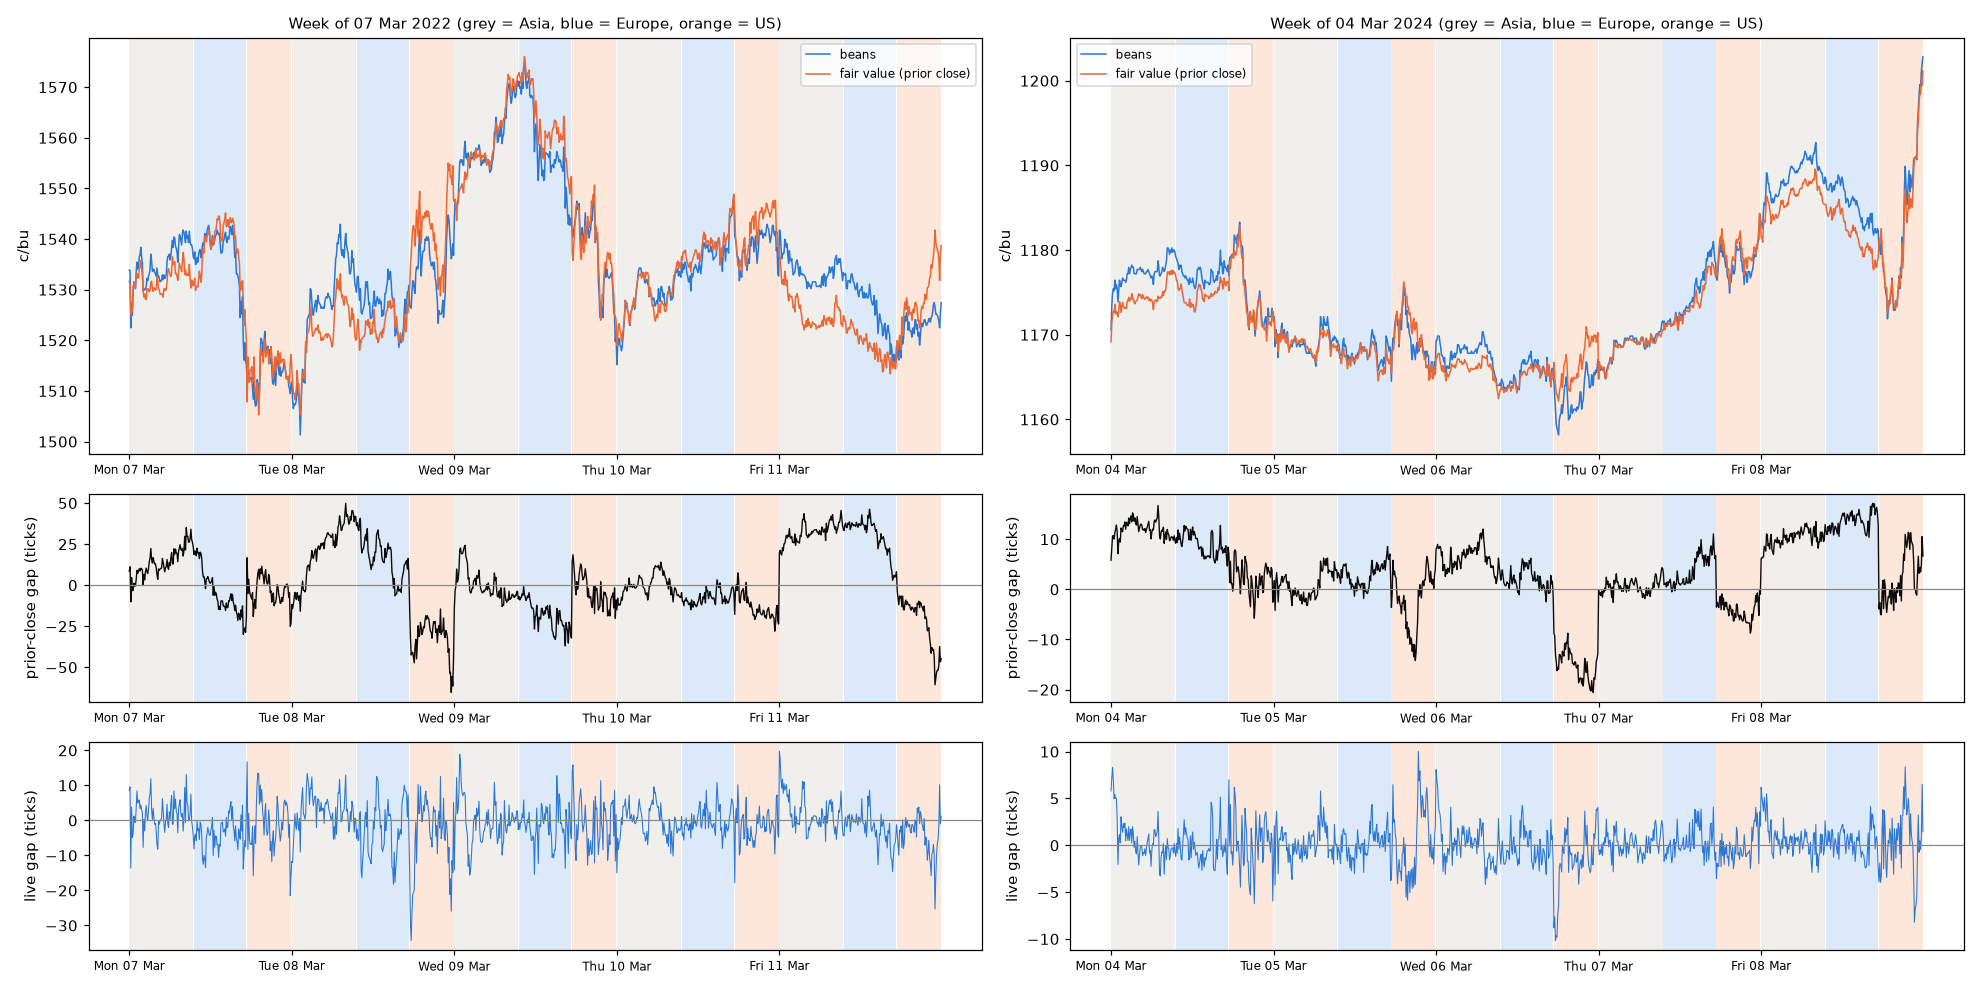 Week of 07 Mar 2022 (grey = Asia, blue = Europe, orange = US)
beans
fair value (prior close)
c/bu
1570
1560
1550
1540
1530
1520
1510
1500
Mon 07 Mar
Tue 08 Mar
Wed 09 Mar
Thu 10 Mar
Fri 11 Mar
prior-close gap (ticks)
50
25
0
−25
−50
Mon 07 Mar
Tue 08 Mar
Wed 09 Mar
Thu 10 Mar
Fri 11 Mar
live gap (ticks)
20
10
0
−10
−20
−30
Mon 07 Mar
Tue 08 Mar
Wed 09 Mar
Thu 10 Mar
Fri 11 Mar
Week of 04 Mar 2024 (grey = Asia, blue = Europe, orange = US)
beans
fair value (prior close)
c/bu
1200
1190
1180
1170
1160
Mon 04 Mar
Tue 05 Mar
Wed 06 Mar
Thu 07 Mar
Fri 08 Mar
prior-close gap (ticks)
10
0
−10
−20
Mon 04 Mar
Tue 05 Mar
Wed 06 Mar
Thu 07 Mar
Fri 08 Mar
live gap (ticks)
10
5
0
−5
−10
Mon 04 Mar
Tue 05 Mar
Wed 06 Mar
Thu 07 Mar
Fri 08 Mar